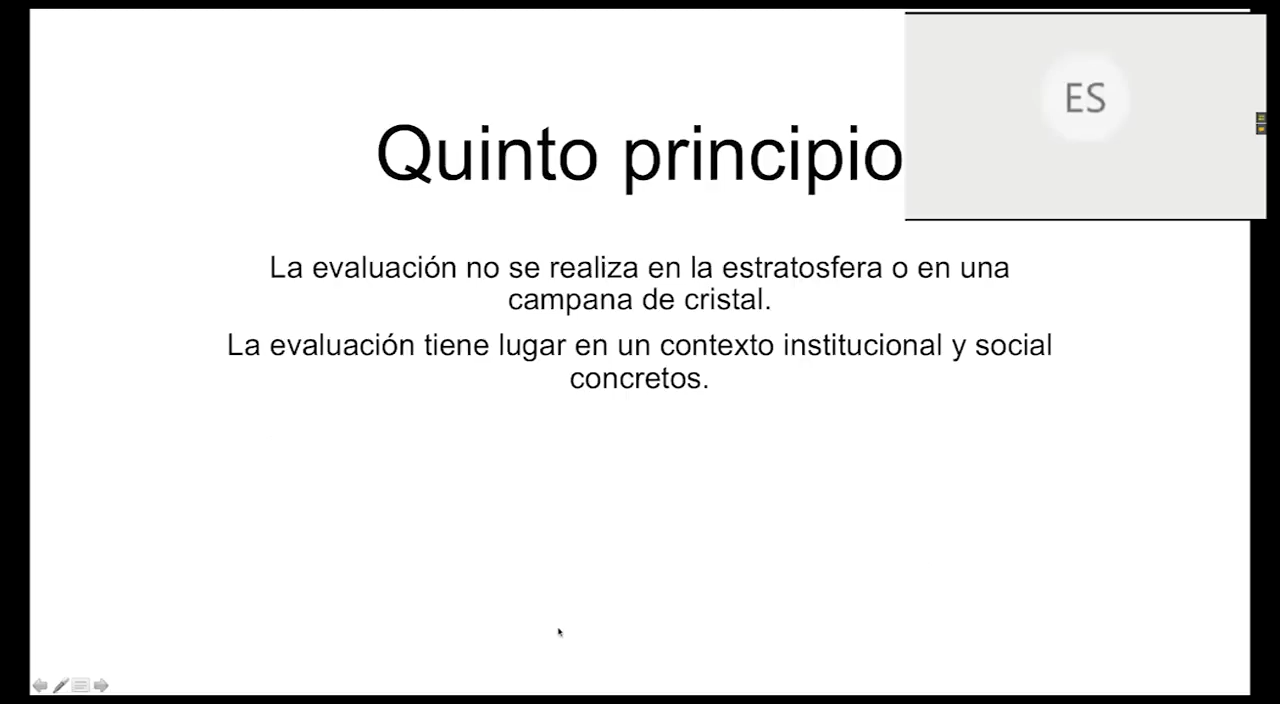 ES
Quinto principio
La evaluación no se realiza en la estratosfera o en una
campana de cristal.
La evaluación tiene lugar en un contexto institucional y social
concretos.